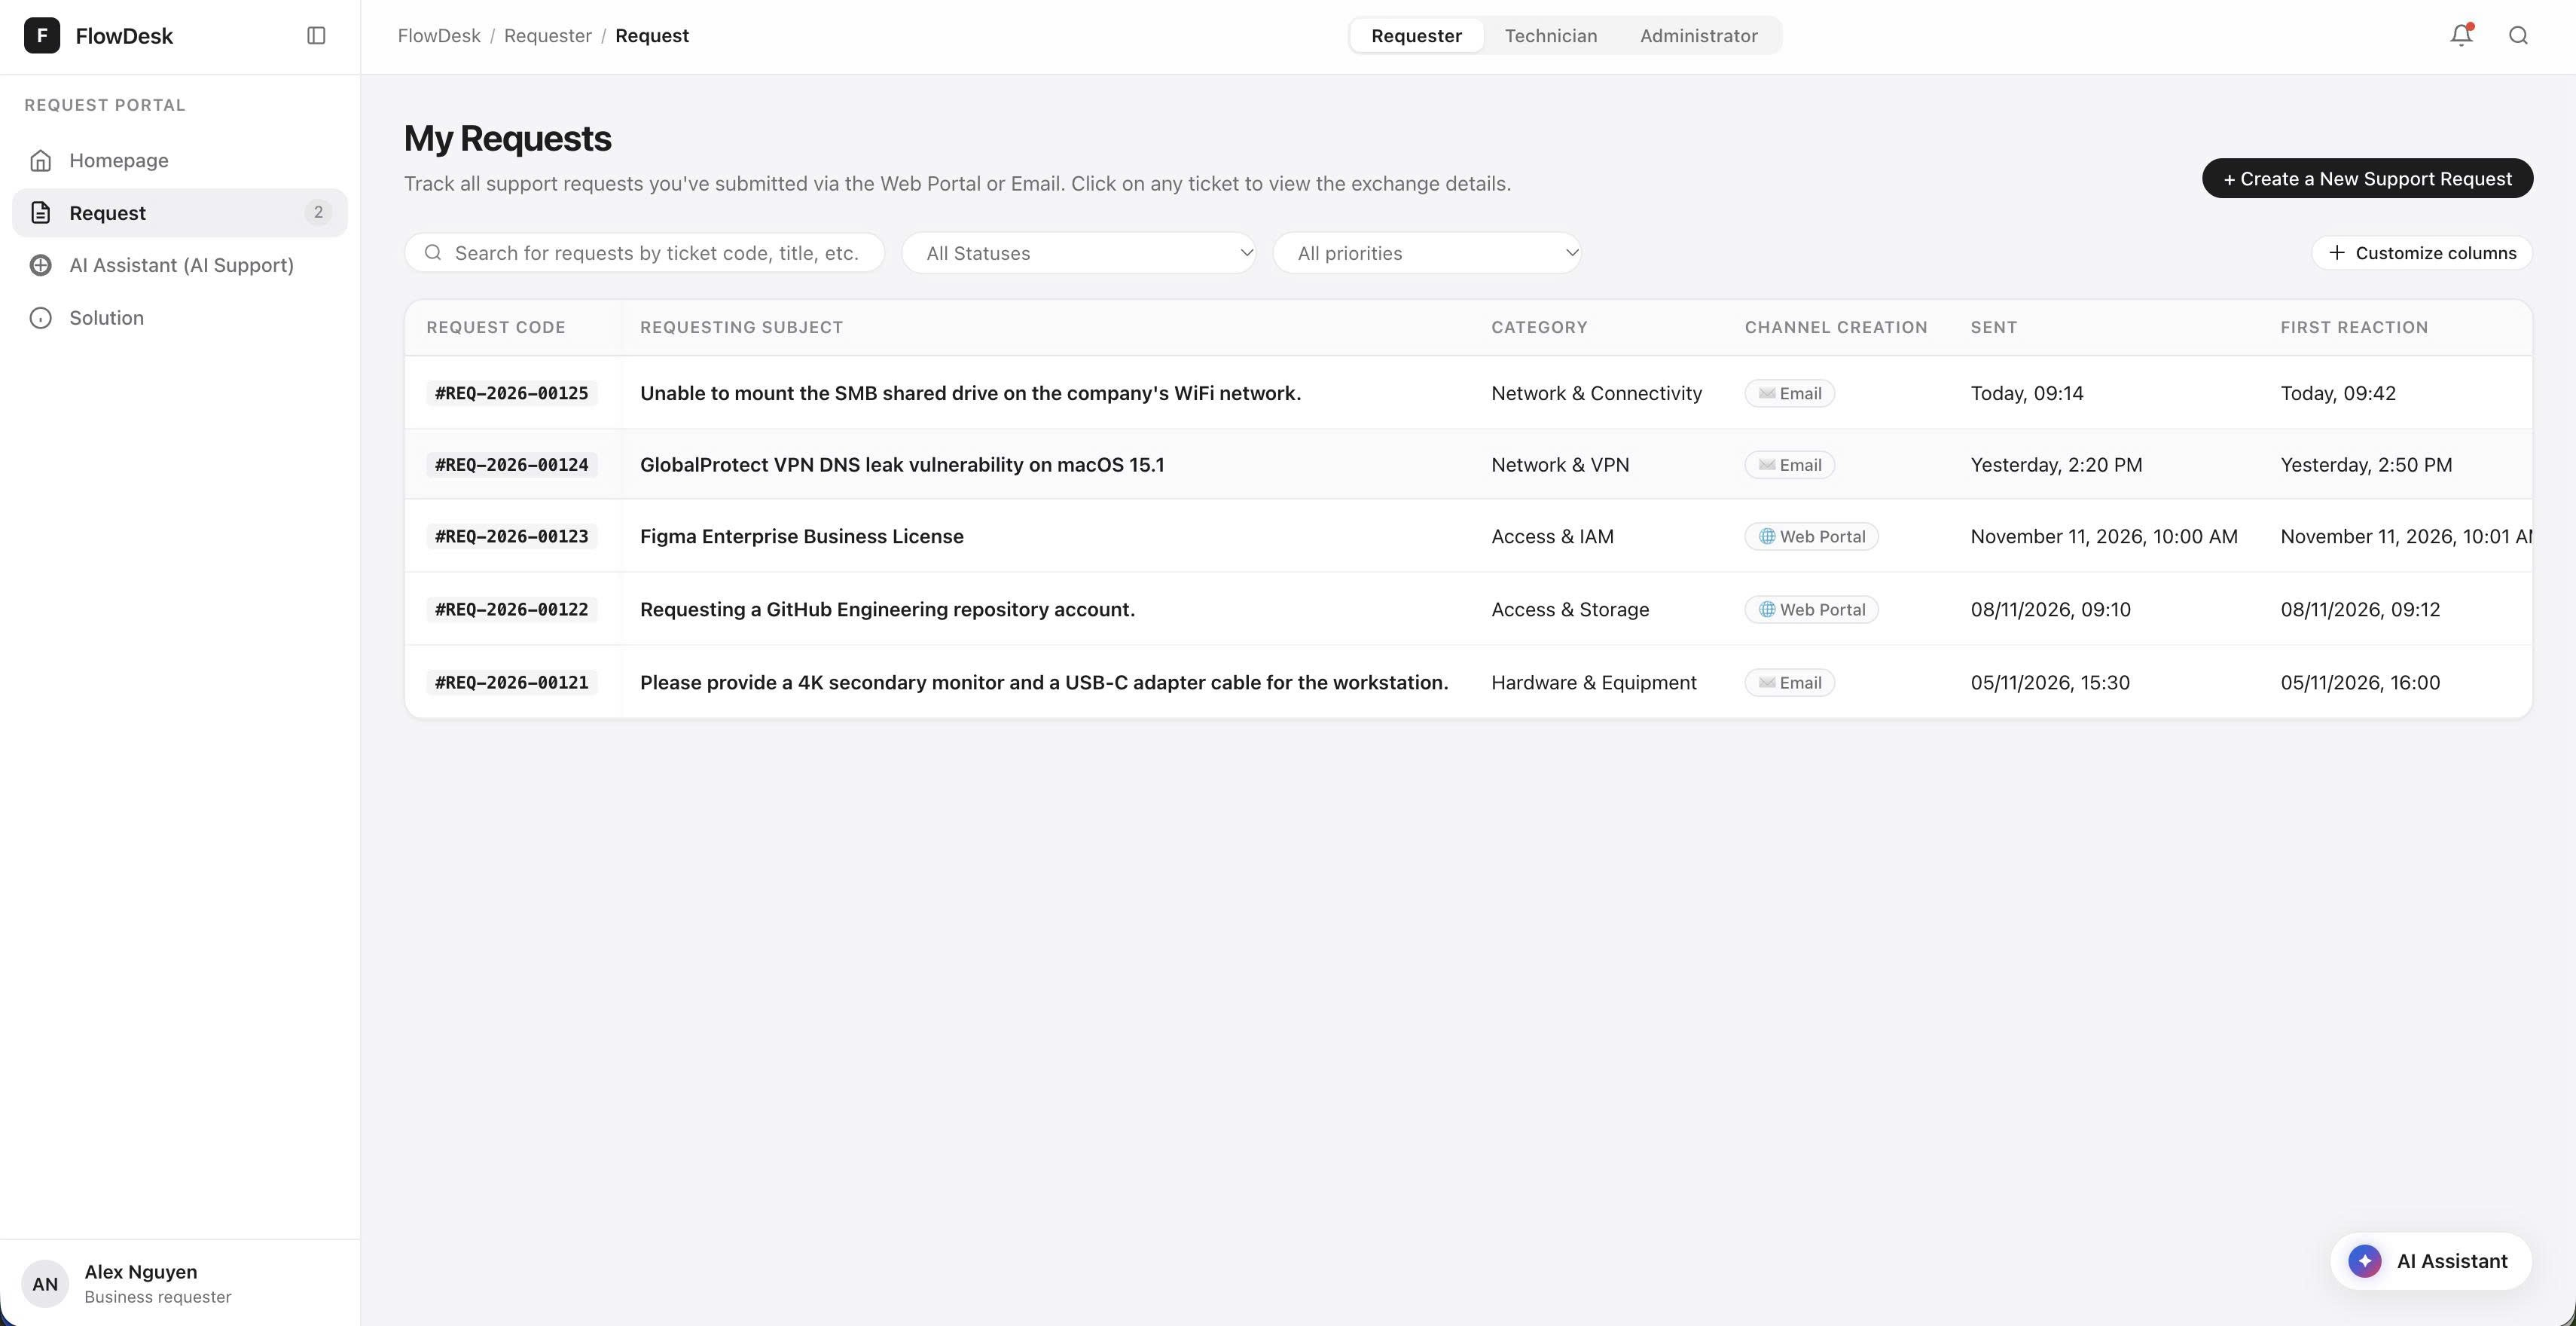 F FlowDesk
FlowDesk / Requester / Request
Requester Technician Administrator
REQUEST PORTAL
Homepage
Request 2
AI Assistant (AI Support)
Solution
My Requests
Track all support requests you've submitted via the Web Portal or Email. Click on any ticket to view the exchange details.
+ Create a New Support Request
Search for requests by ticket code, title, etc. All Statuses All priorities + Customize columns
REQUEST CODE REQUESTING SUBJECT CATEGORY CHANNEL CREATION SENT FIRST REACTION
#REQ-2026-00125 Unable to mount the SMB shared drive on the company's WiFi network. Network & Connectivity Email Today, 09:14 Today, 09:42
#REQ-2026-00124 GlobalProtect VPN DNS leak vulnerability on macOS 15.1 Network & VPN Email Yesterday, 2:20 PM Yesterday, 2:50 PM
#REQ-2026-00123 Figma Enterprise Business License Access & IAM Web Portal November 11, 2026, 10:00 AM November 11, 2026, 10:01 AM
#REQ-2026-00122 Requesting a GitHub Engineering repository account. Access & Storage Web Portal 08/11/2026, 09:10 08/11/2026, 09:12
#REQ-2026-00121 Please provide a 4K secondary monitor and a USB-C adapter cable for the workstation. Hardware & Equipment Email 05/11/2026, 15:30 05/11/2026, 16:00
AN Alex Nguyen
Business requester
AI Assistant